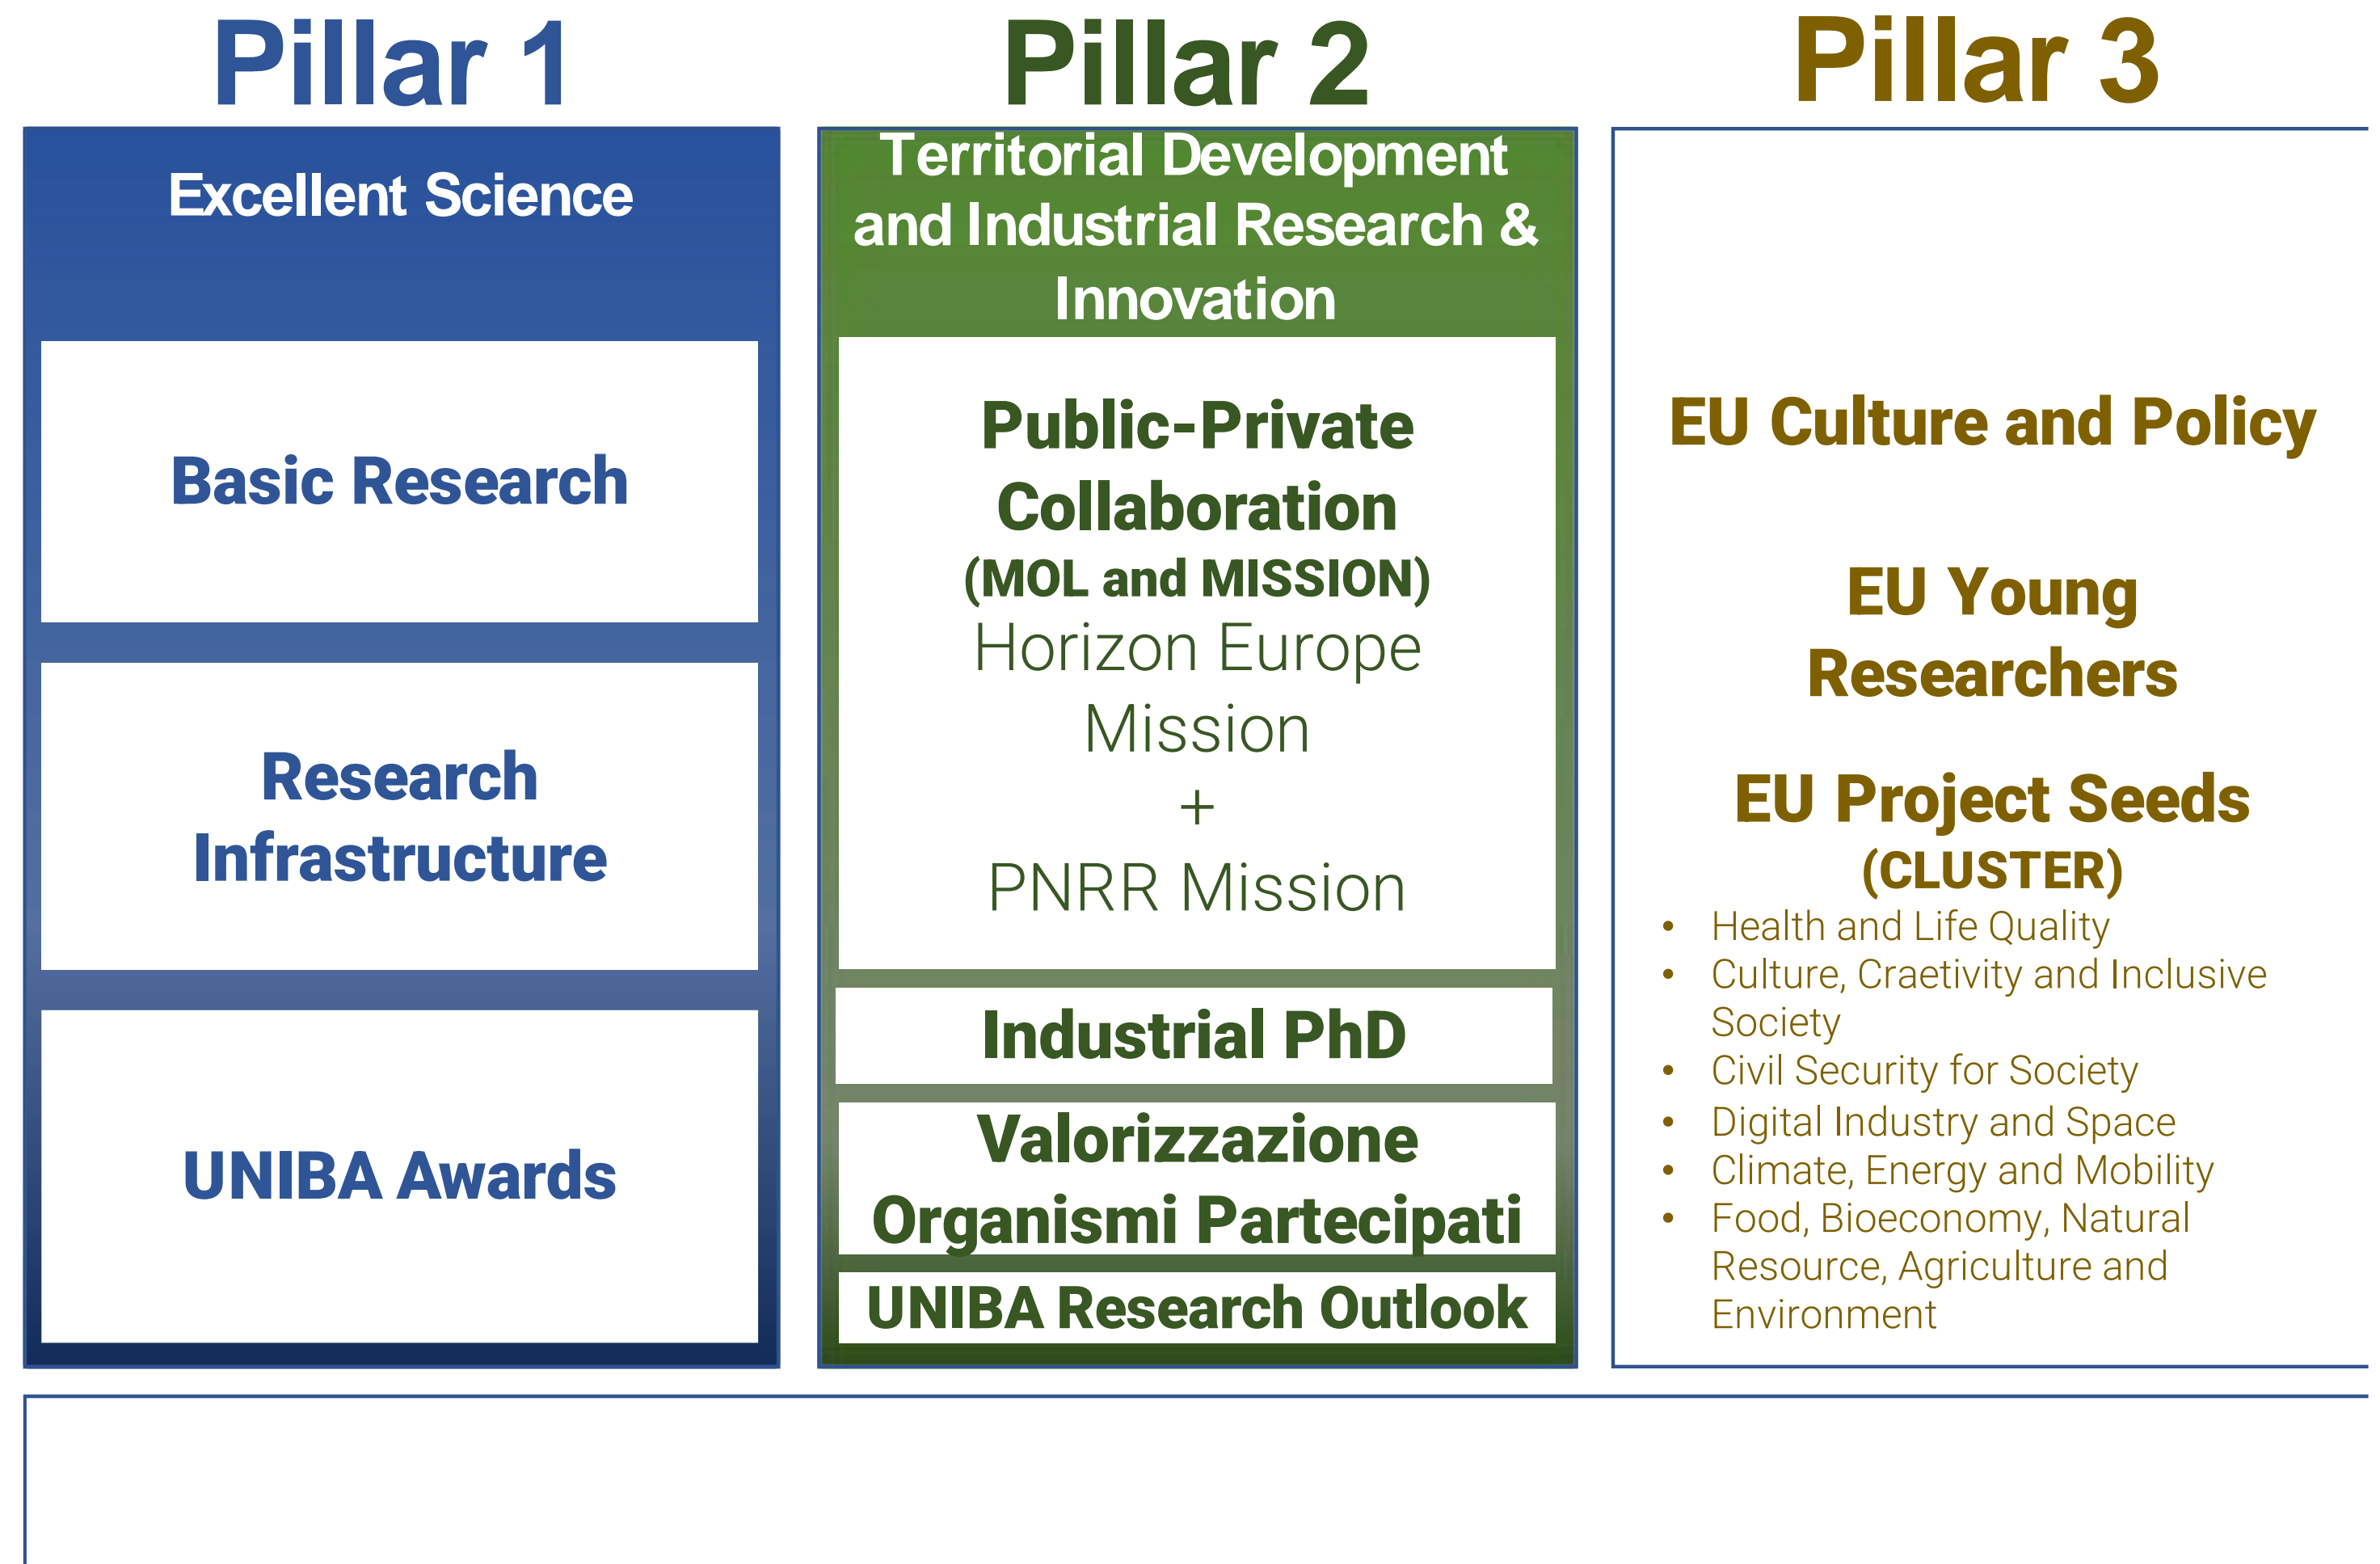 Pillar 1
Excellent Science
Basic Research
Research
Infrastructure
UNIBA Awards
Pillar 2
Territorial Development
and Industrial Research &
Innovation
Public-Private
Collaboration
(MOL and MISSION)
Horizon Europe
Mission
+
PNRR Mission
Industrial PhD
Valorizzazione
Organismi Partecipati
UNIBA Research Outlook
Pillar 3
EU Culture and Policy
EU Young
Researchers
EU Project Seeds
(CLUSTER)
• Health and Life Quality
• Culture, Craetivity and Inclusive
Society
• Civil Security for Society
• Digital Industry and Space
• Climate, Energy and Mobility
• Food, Bioeconomy, Natural
Resource, Agriculture and
Environment